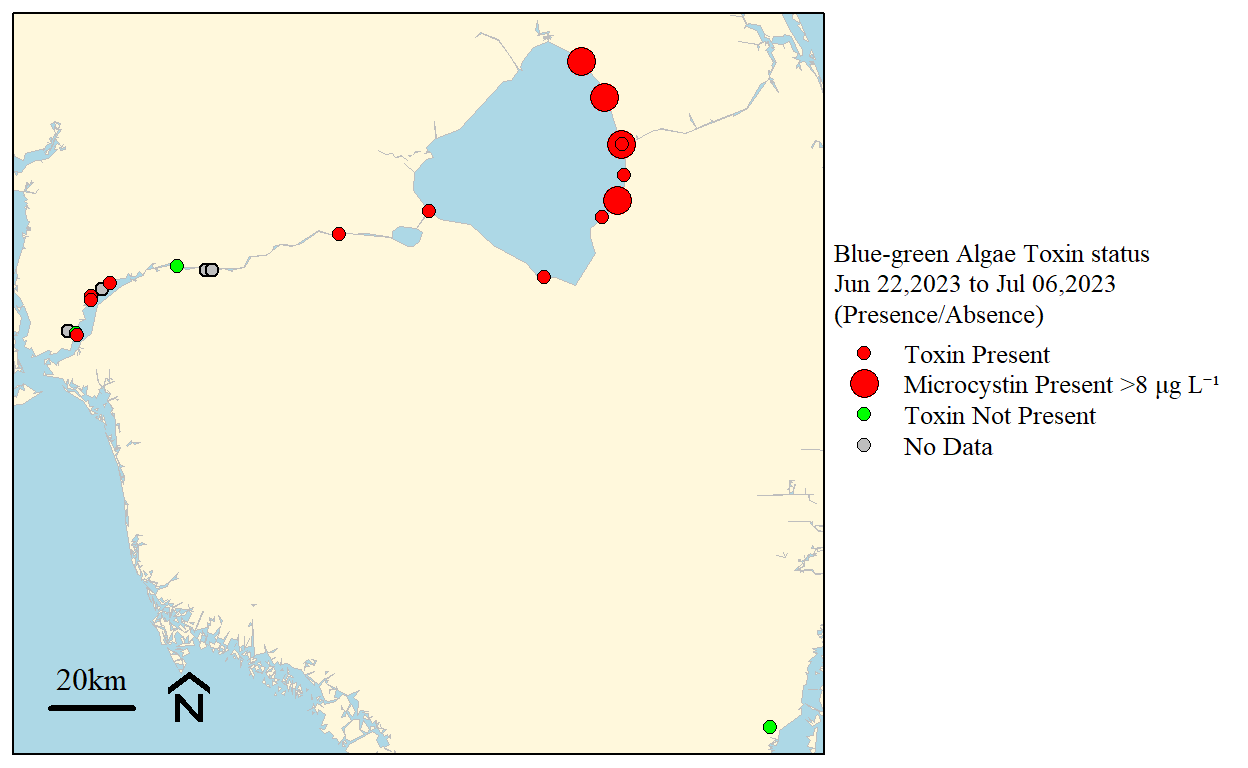 Blue-green Algae Toxin status
Jun 22,2023 to Jul 06,2023
(Presence/Absence)
Toxin Present
Microcystin Present >8 μg L⁻¹
Toxin Not Present
No Data
20km
N